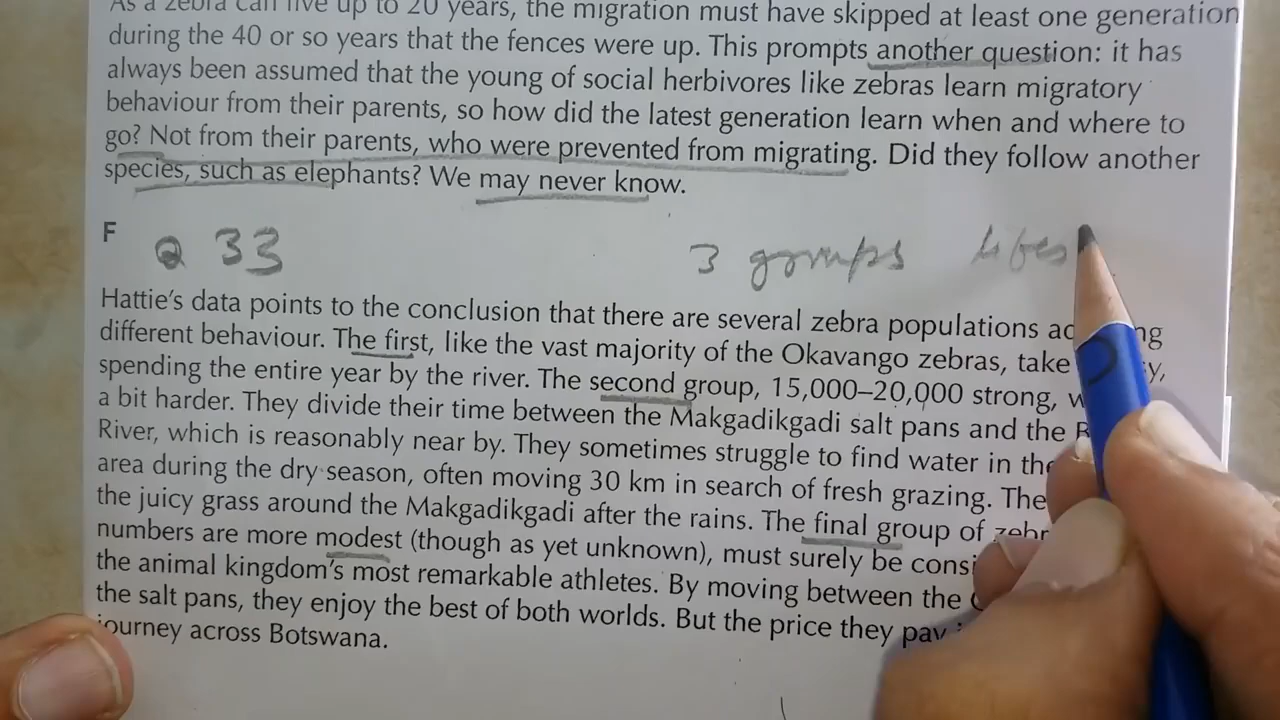 As a zebra can live up to 20 years, the migration must have skipped at least one generation
during the 40 or so years that the fences were up. This prompts another question: it has
always been assumed that the young of social herbivores like zebras learn migratory
behaviour from their parents, so how did the latest generation learn when and where to
go? Not from their parents, who were prevented from migrating. Did they follow another
species, such as elephants? We may never know.
F Q 33 3 groups
Hattie's data points to the conclusion that there are several zebra populations
different behaviour. The first, like the vast majority of the Okavango zebras, take
spending the entire year by the river. The second group, 15,000–20,000 strong,
a bit harder. They divide their time between the Makgadikgadi salt pans and the
River, which is reasonably near by. They sometimes struggle to find water in the
area during the dry season, often moving 30 km in search of fresh grazing. The
the juicy grass around the Makgadikgadi after the rains. The final group of
numbers are more modest (though as yet unknown), must surely be
the animal kingdom's most remarkable athletes. By moving between the
the salt pans, they enjoy the best of both worlds. But the price they pay
journey across Botswana.